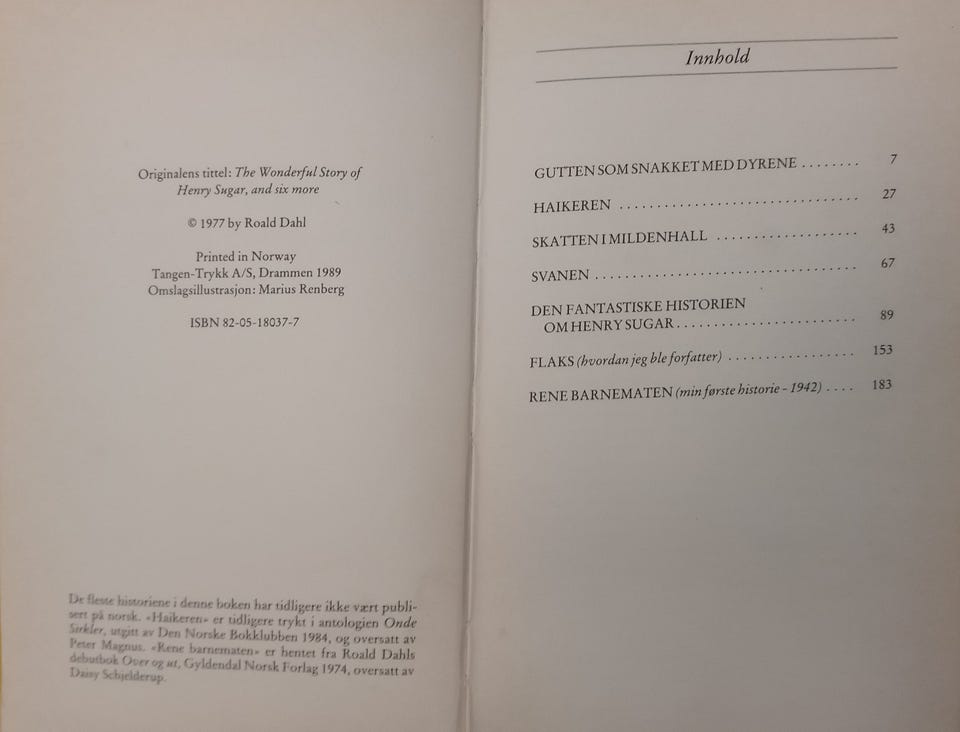 Originalens tittel: The Wonderful Story of
Henry Sugar, and six more
© 1977 by Roald Dahl
Printed in Norway
Tangen-Trykk A/S, Drammen 1989
Omslagsillustrasjon: Marius Renberg
ISBN 82-05-18037-7
De fleste historiene i denne boken har tidligere ikke vært publi-
sert på norsk. «Haikeren» er tidligere trykt i antologien Onde
Sirkler, utgitt av Den Norske Bokklubben 1984, og oversatt av
Peter Magnus. «Rene barnematen» er hentet fra Roald Dahls
debutbok Over og ut, Gyldendal Norsk Forlag 1974, oversatt av
Daisy Schjelderup.
Innhold
GUTTEN SOM SNAKKET MED DYRENE ........ 7
HAIKEREN ................................ 27
SKATTEN I MILDENHALL ................... 43
SVANEN ................................... 67
DEN FANTASTISKE HISTORIEN
OM HENRY SUGAR........................ 89
FLAKS (hvordan jeg ble forfatter) ................. 153
RENE BARNEMATEN (min første historie - 1942) .... 183